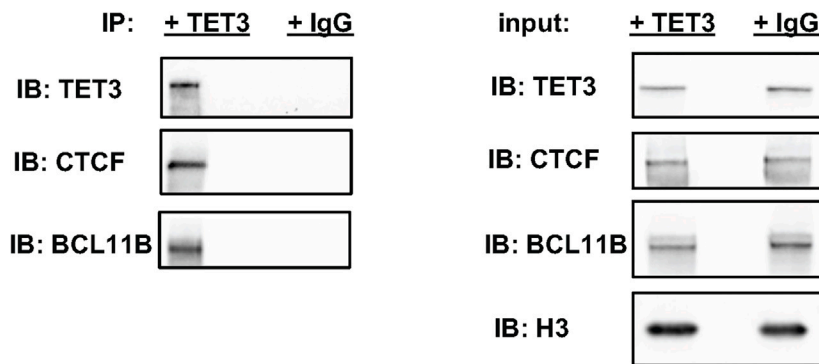 IP: + TET3 + IgG
IB: TET3
IB: CTCF
IB: BCL11B
input: + TET3 + IgG
IB: TET3
IB: CTCF
IB: BCL11B
IB: H3